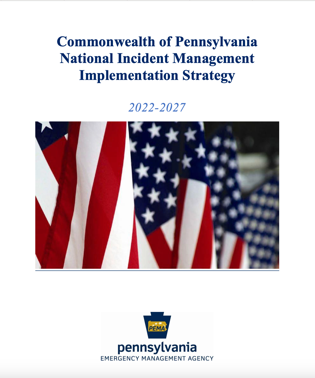 Commonwealth of Pennsylvania
National Incident Management
Implementation Strategy
2022-2027
PEMA
pennsylvania
EMERGENCY MANAGEMENT AGENCY